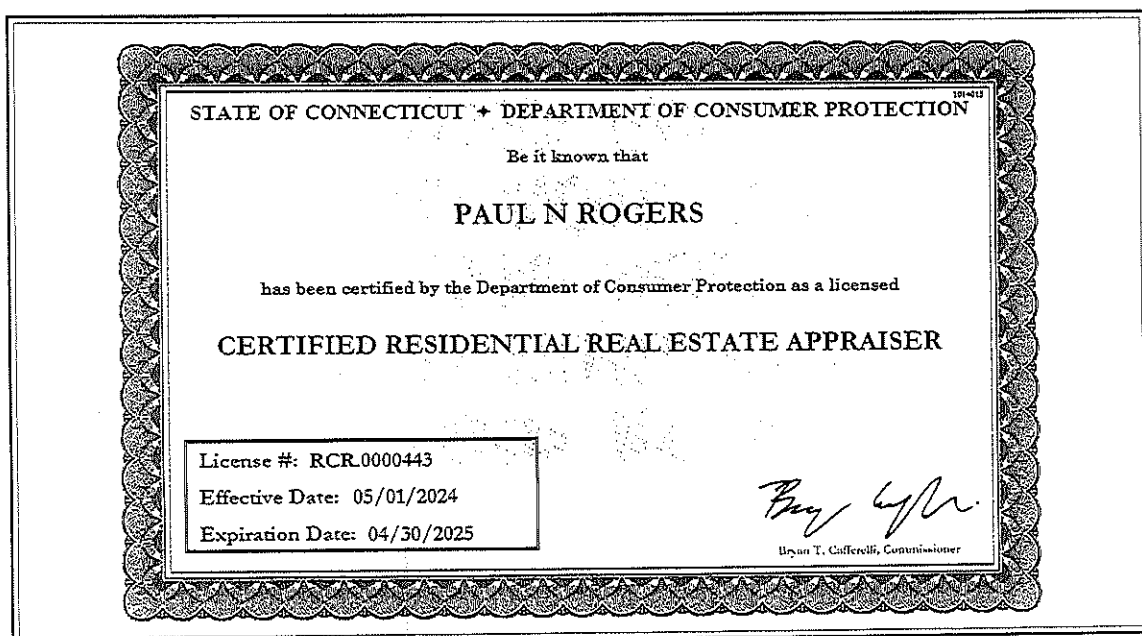 STATE OF CONNECTICUT + DEPARTMENT OF CONSUMER PROTECTION
Be it known that
PAUL N ROGERS
has been certified by the Department of Consumer Protection as a licensed
CERTIFIED RESIDENTIAL REAL ESTATE APPRAISER
License #: RCR.0000443
Effective Date: 05/01/2024
Expiration Date: 04/30/2025
Bryan T. Cafferelli, Commissioner